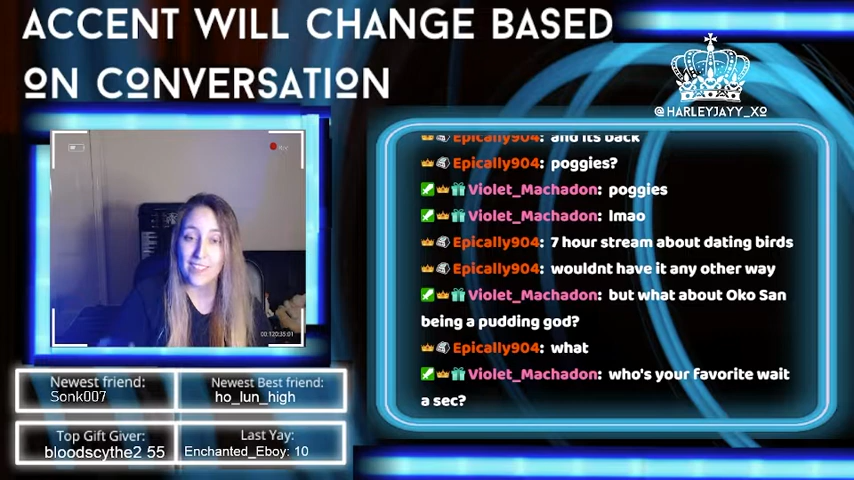 ACCENT WILL CHANGE BASED
ON CONVERSATION
@HARLEYJAYY_XO
Epically904: and its back
Epically904: poggies?
Violet_Machadon: poggies
Violet_Machadon: lmao
Epically904: 7 hour stream about dating birds
Epically904: wouldnt have it any other way
Violet_Machadon: but what about Oko San
being a pudding god?
Epically904: what
Violet_Machadon: who's your favorite wait
a sec?
Newest friend:
Sonk007
Newest Best friend:
ho_lun_high
Top Gift Giver:
bloodscythe2 55
Last Yay:
Enchanted_Eboy: 10